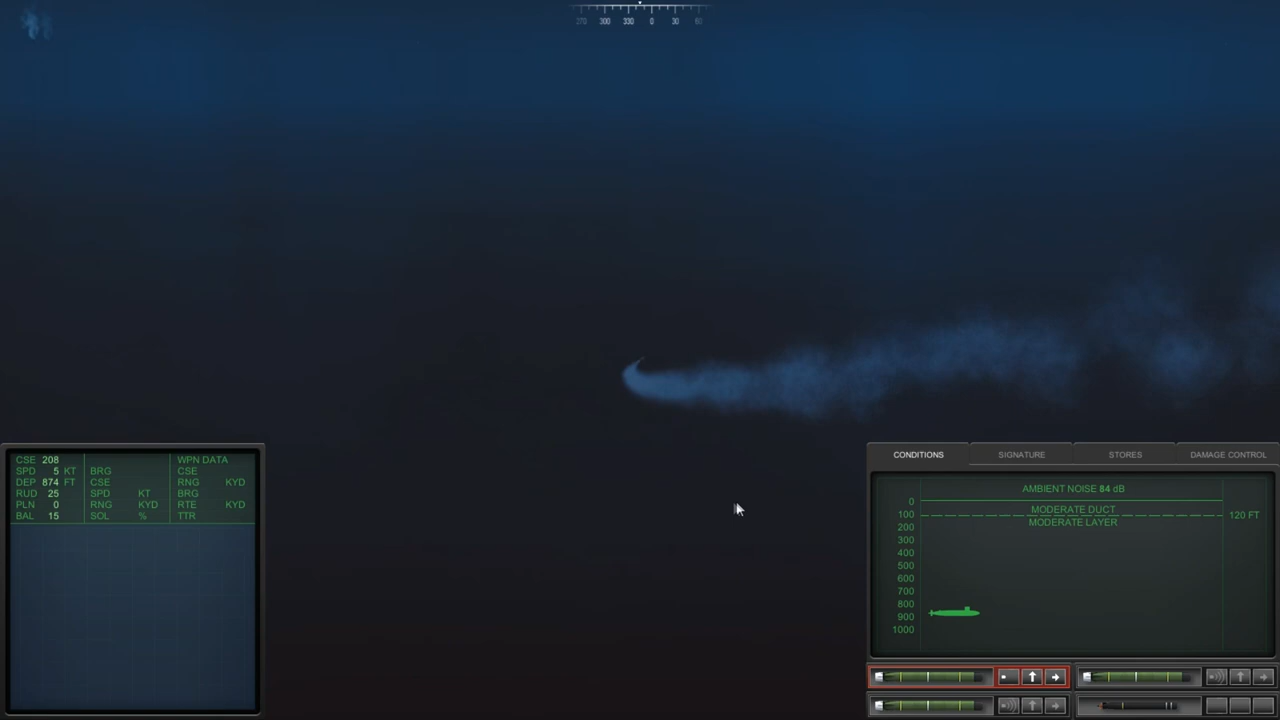 270 300 330 0 30 60
CSE 208
SPD 5 KT
DEP 874 FT
RUD 25
PLN 0
BAL 15
BRG
CSE
SPD KT
RNG KYD
SOL %
WPN DATA
CSE
RNG KYD
BRG
RTE KYD
TTR
CONDITIONS SIGNATURE STORES DAMAGE CONTROL
AMBIENT NOISE 84 dB
0
100
200
300
400
500
600
700
800
900
1000
MODERATE DUCT
MODERATE LAYER
120 FT